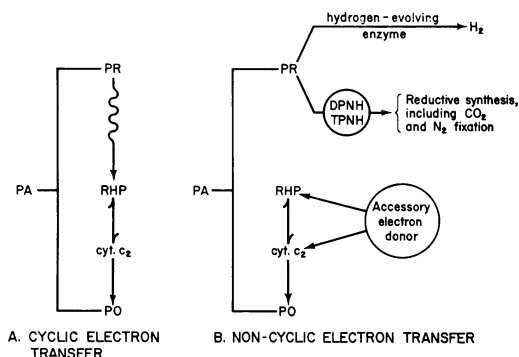 PR
PA
RHP
cyt. c₂
PO
A. CYCLIC ELECTRON
TRANSFER
hydrogen-evolving
enzyme
H₂
PR
DPNH
TPNH
Reductive synthesis,
including CO₂
and N₂ fixation
PA
RHP
Accessory
electron
donor
cyt. c₂
PO
B. NON-CYCLIC ELECTRON TRANSFER